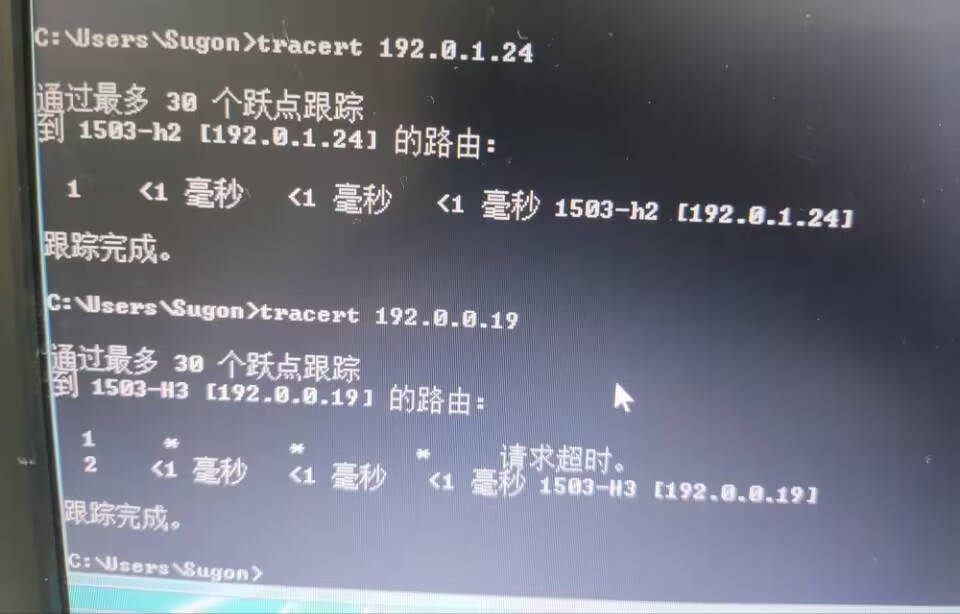 C:\Users\Sugon>tracert 192.0.1.24
通过最多 30 个跃点跟踪
到 1503-h2 [192.0.1.24] 的路由:
1 <1 毫秒 <1 毫秒 <1 毫秒 1503-h2 [192.0.1.24]
跟踪完成。
C:\Users\Sugon>tracert 192.0.0.19
通过最多 30 个跃点跟踪
到 1503-H3 [192.0.0.19] 的路由:
1 * * * 请求超时。
2 <1 毫秒 <1 毫秒 <1 毫秒 1503-H3 [192.0.0.19]
跟踪完成。
C:\Users\Sugon>